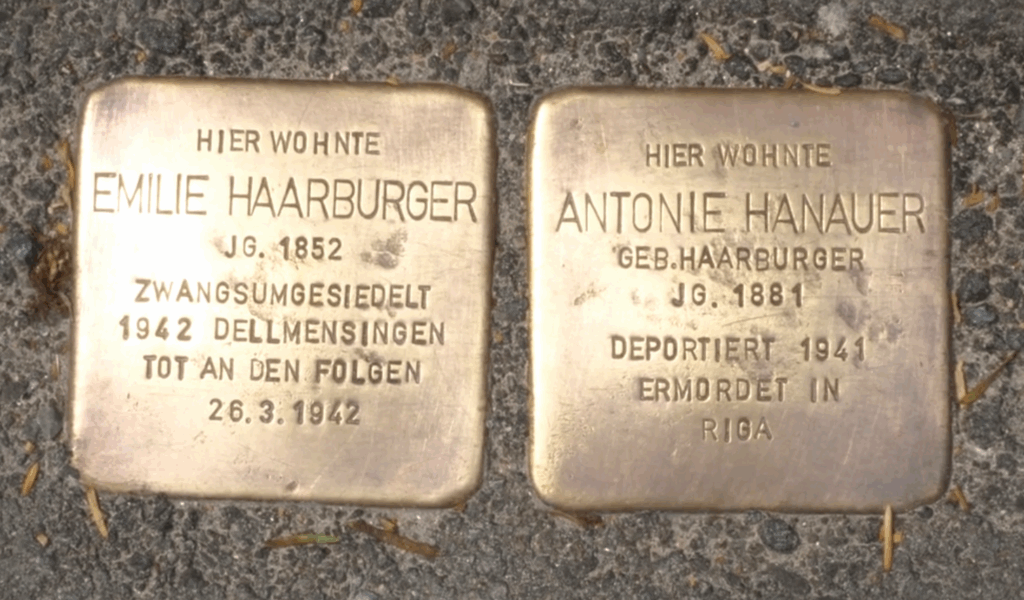 HIER WOHNTE
EMILIE HAARBURGER
JG. 1852
ZWANGSUMGESIEDELT
1942 DELLMENSINGEN
TOT AN DEN FOLGEN
26.3.1942
HIER WOHNTE
ANTONIE HANAUER
GEB.HAARBURGER
JG. 1881
DEPORTIERT 1941
ERMORDET IN
RIGA